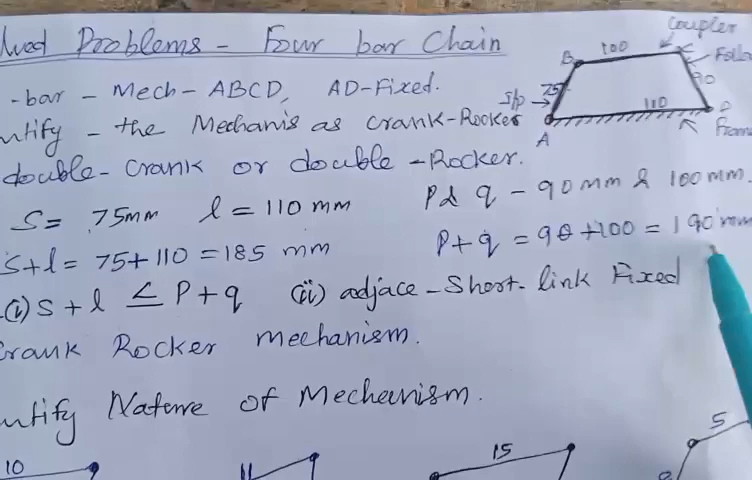 Problems - Four bar Chain
-bar - Mech - ABCD, AD-Fixed.
the Mechanis as crank-Rocker
double-crank or double-Rocker.
S = 75mm l = 110 mm P & q - 90mm & 100mm.
S+l = 75+110 = 185 mm P+q = 90+100 = 190 mm
(i) S + l ≤ P+q (ii) adjace-Short-link Fixed
Crank Rocker mechanism.
Nature of Mechanism.
Coupler
100
B
75
90
I/p
110
A
D
10
11
15
5